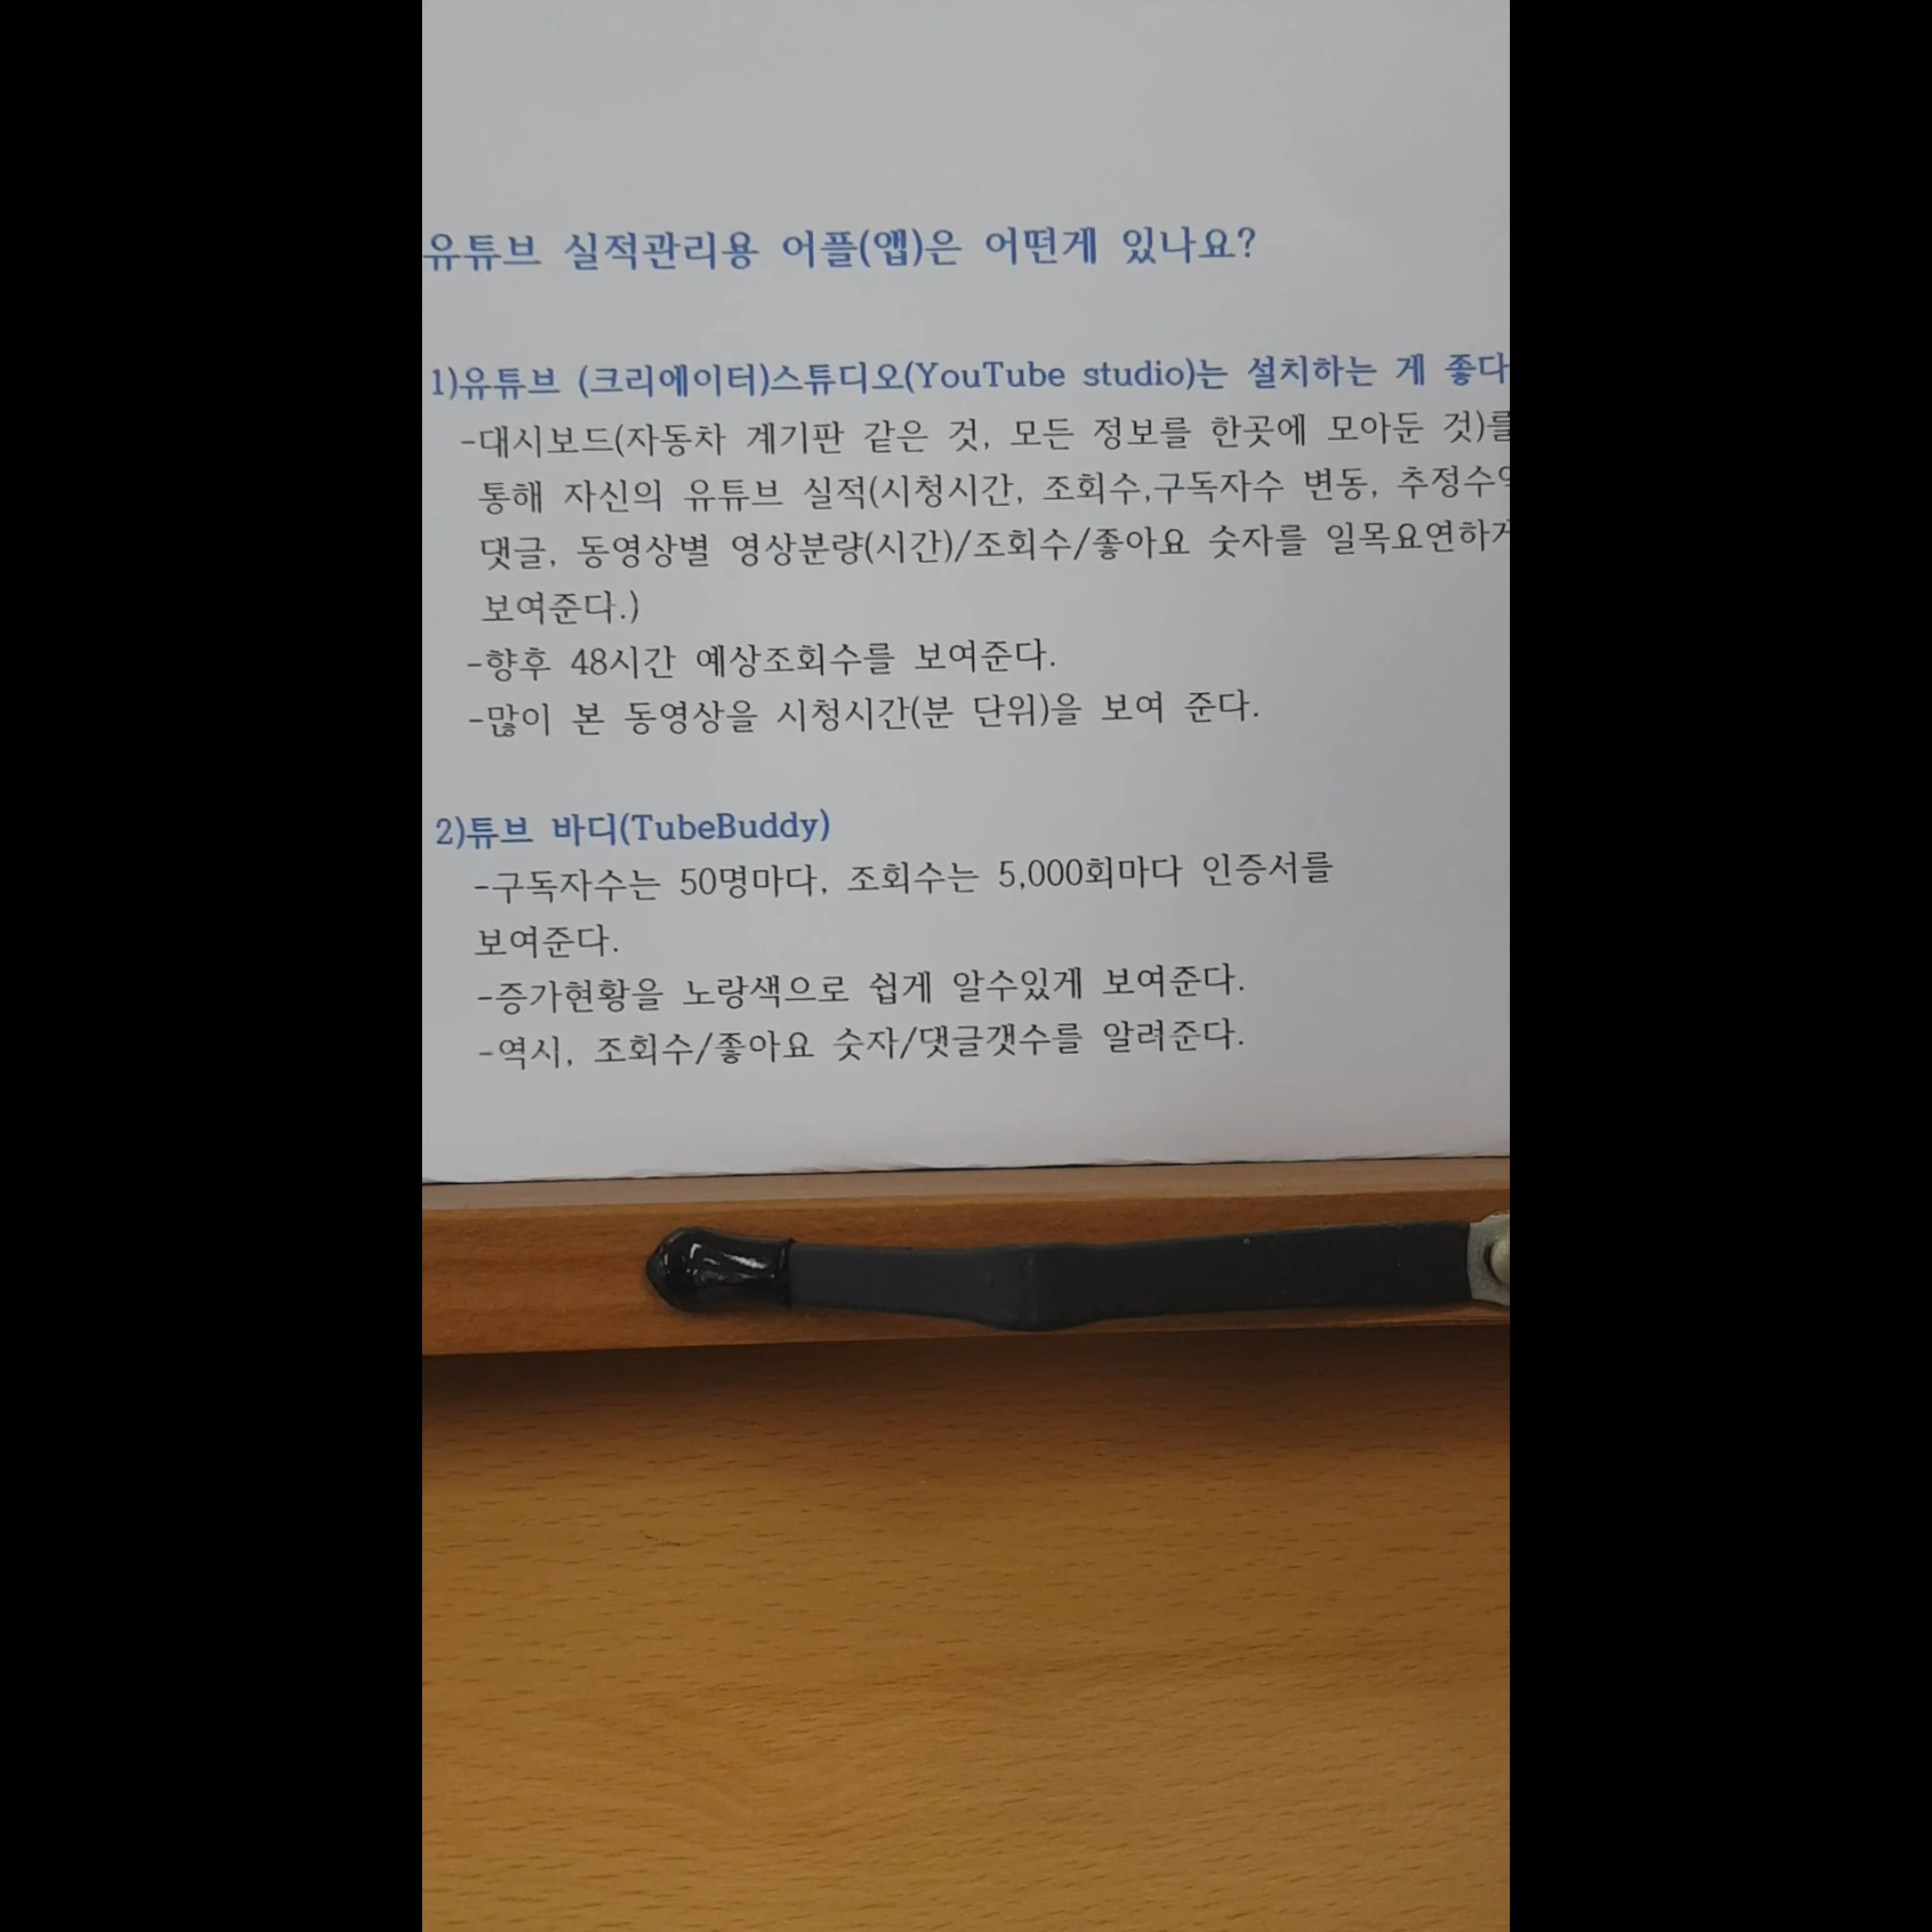 유튜브 실적관리용 어플(앱)은 어떤게 있나요?
1)유튜브 (크리에이터)스튜디오(YouTube studio)는 설치하는 게 좋다
-대시보드(자동차 계기판 같은 것, 모든 정보를 한곳에 모아둔 것)를
통해 자신의 유튜브 실적(시청시간, 조회수,구독자수 변동,
댓글, 동영상별 영상분량(시간)/조회수/좋아요 숫자를
보여준다.)
-향후 48시간 예상조회수를 보여준다.
-많이 본 동영상을 시청시간(분 단위)을 보여 준다.
2)튜브 바디(TubeBuddy)
-구독자수는 50명마다, 조회수는 5,000회마다 인증서를
보여준다.
-증가현황을 노랑색으로 쉽게 알수있게 보여준다.
-역시, 조회수/좋아요 숫자/댓글갯수를 알려준다.